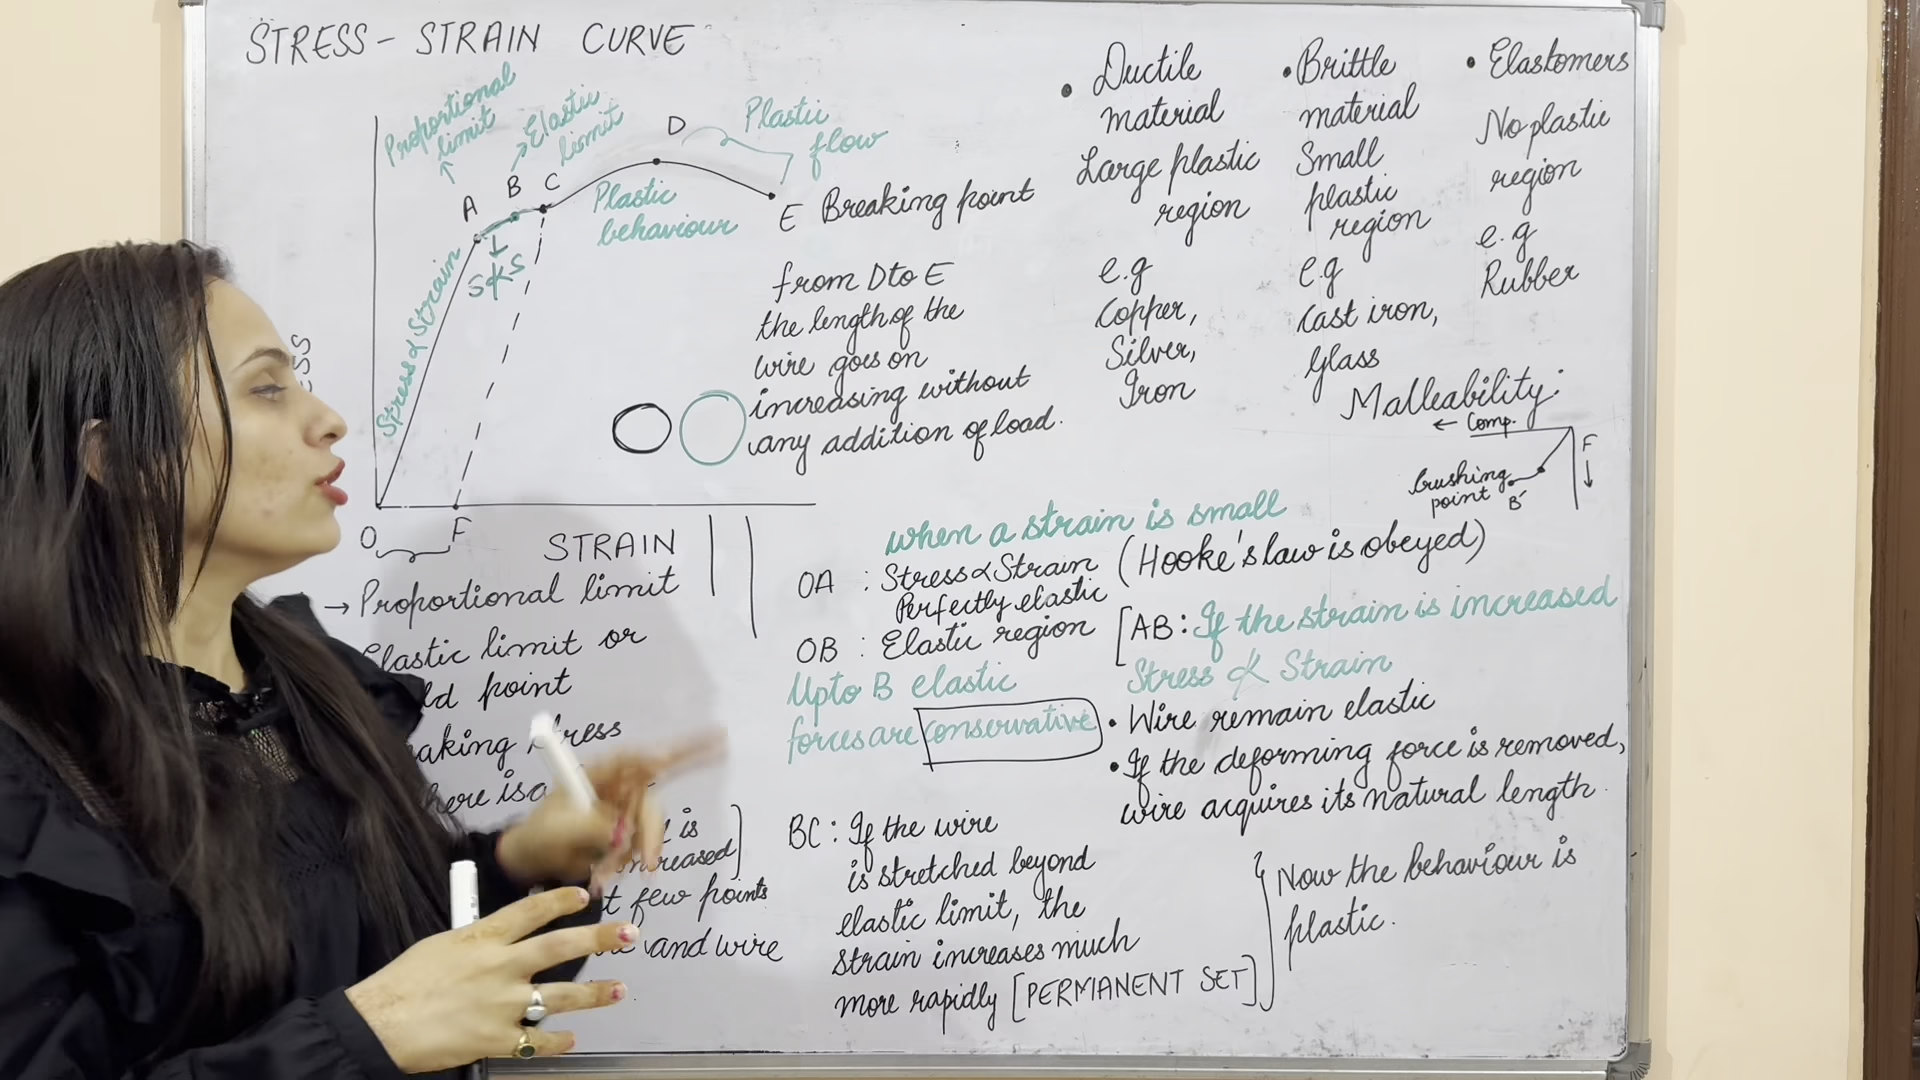 STRESS - STRAIN CURVE
Proportional
limit
Elastic
limit
A
B
C
D
Plastic
flow
Plastic
behaviour
E Breaking point
Stress ∝ Strain
O
F
STRAIN
from D to E
the length of the
wire goes on
increasing without
any addition of load.
• Ductile
material
Large plastic
region
e.g
Copper,
Silver,
Iron
• Brittle
material
Small
plastic
region
e.g
Cast iron,
Glass
• Elastomers
No plastic
region
e.g
Rubber
Malleability:
← Comp.
F
↓
Crushing
point
B'
→ Proportional limit
Elastic limit or
point
stress
is
few points
and wire
when a strain is small
OA : Stress ∝ Strain (Hooke's law is obeyed)
Perfectly elastic
OB : Elastic region
Upto B elastic
forces are conservative
[AB: If the strain is increased
Stress ∝̸ Strain
• Wire remain elastic
• If the deforming force is removed,
wire acquires its natural length.
BC: If the wire
is stretched beyond
elastic limit, the
strain increases much
more rapidly [PERMANENT SET]
Now the behaviour is
plastic.